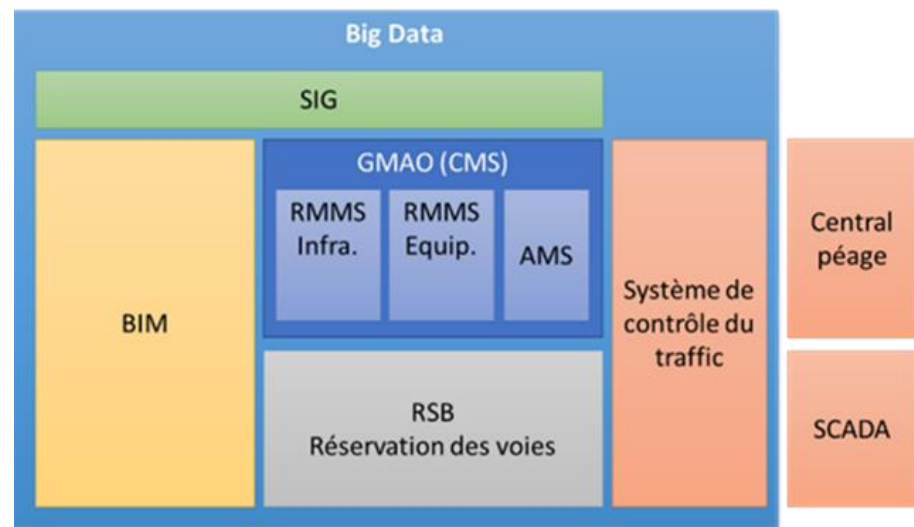 Big Data
SIG
BIM
GMAO (CMS)
RMMS
Infra.
RMMS
Equip.
AMS
RSB
Réservation des voies
Système de
contrôle du
traffic
Central
péage
SCADA